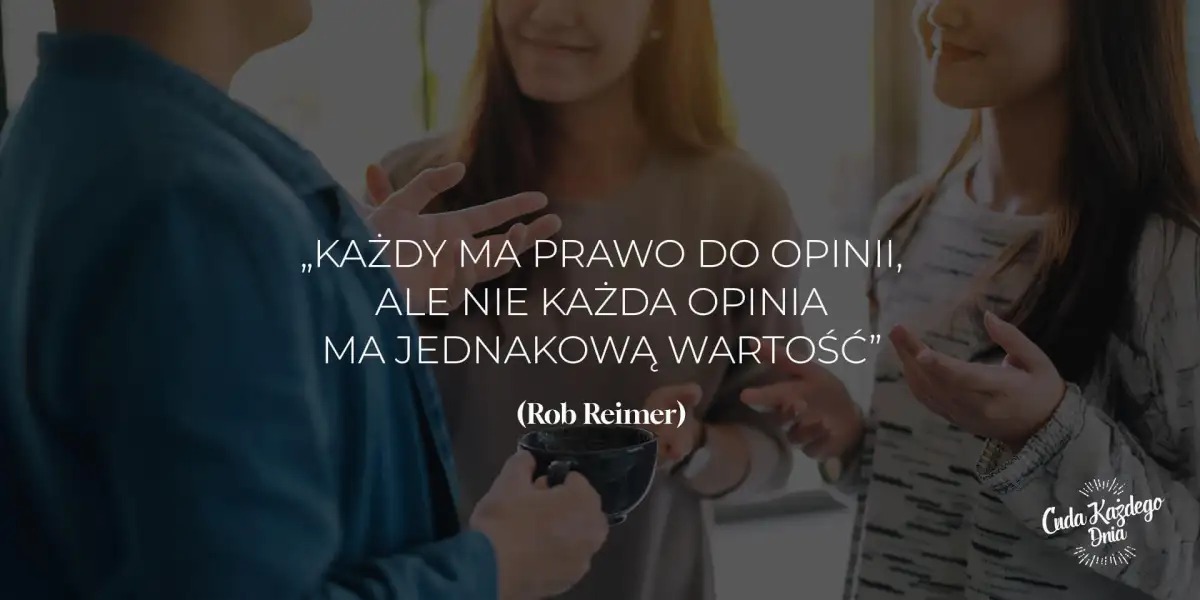 „KAŻDY MA PRAWO DO OPINII,
ALE NIE KAŻDA OPINIA
MA JEDNAKOWĄ WARTOŚĆ”
(Rob Reimer)
Cuda Każdego
Dnia